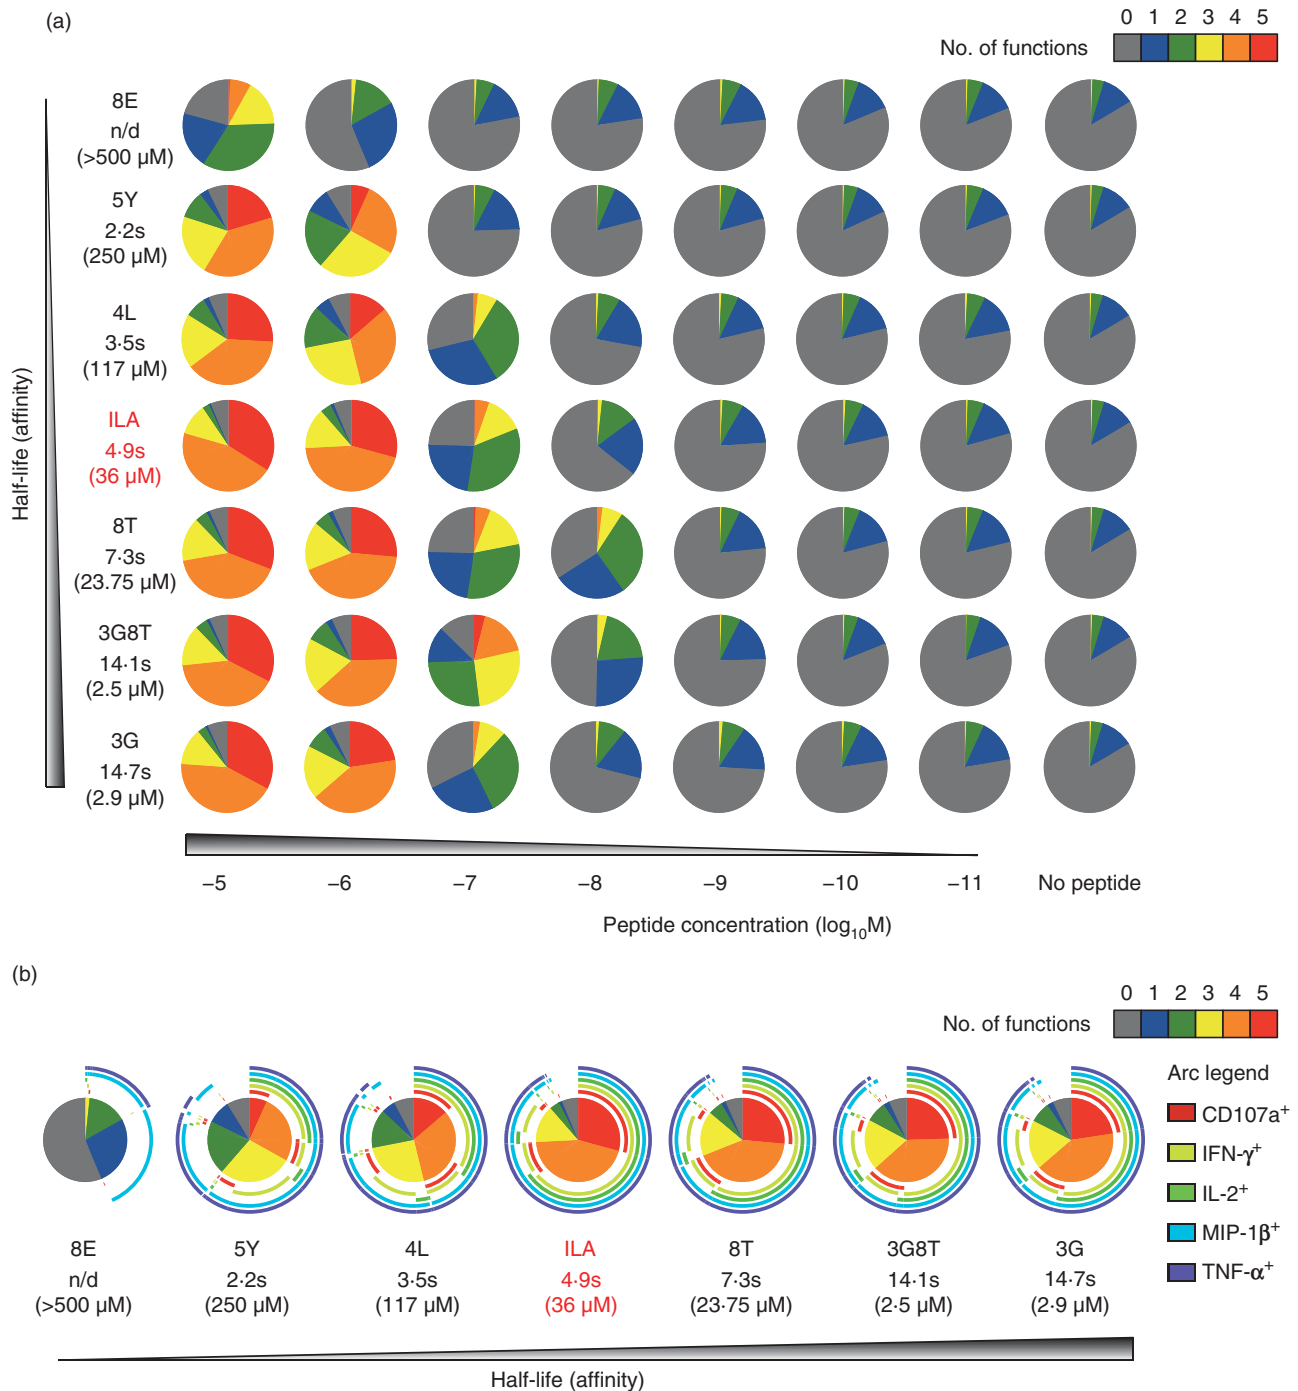 (a)
0 1 2 3 4 5
No. of functions
8E
n/d
(>500 µM)
5Y
2·2s
(250 µM)
4L
3·5s
(117 µM)
ILA
4·9s
(36 µM)
8T
7·3s
(23.75 µM)
3G8T
14·1s
(2.5 µM)
3G
14·7s
(2.9 µM)
Half-life (affinity)
–5 –6 –7 –8 –9 –10 –11 No peptide
Peptide concentration (log10M)
(b)
0 1 2 3 4 5
No. of functions
Arc legend
CD107a+
IFN-γ+
IL-2+
MIP-1β+
TNF-α+
8E 5Y 4L ILA 8T 3G8T 3G
n/d 2·2s 3·5s 4·9s 7·3s 14·1s 14·7s
(>500 µM) (250 µM) (117 µM) (36 µM) (23·75 µM) (2·5 µM) (2·9 µM)
Half-life (affinity)